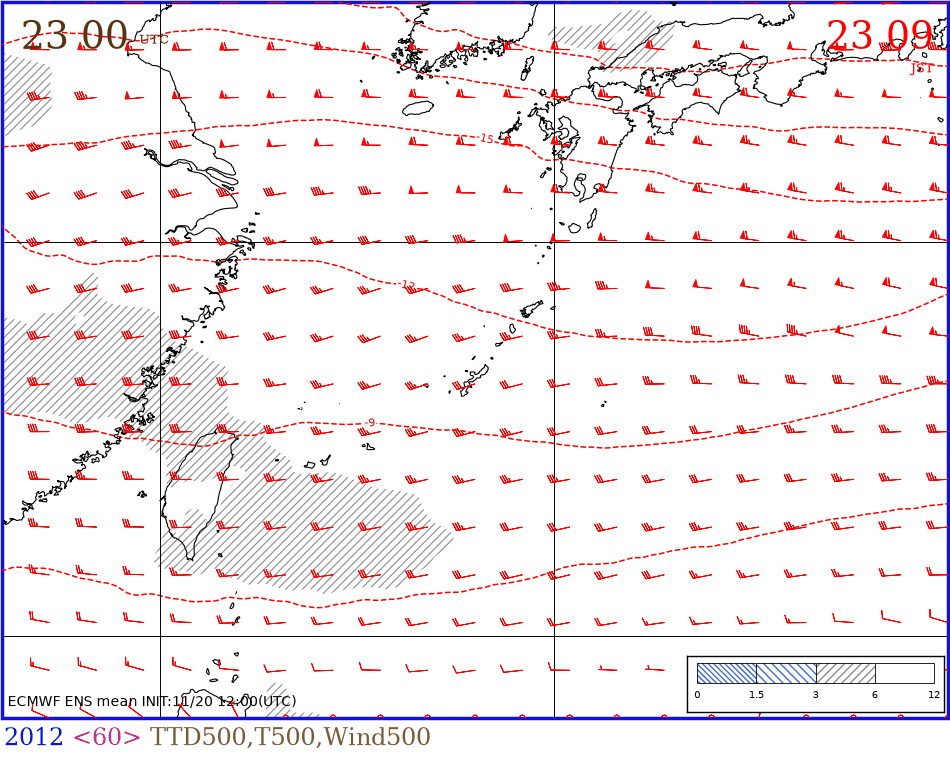 23 00 UTC 23 09
JST
-15
-12
-9
0 1.5 3 6 12
ECMWF ENS mean INIT:11/20 12:00(UTC)
2012 <60> TTD500,T500,Wind500